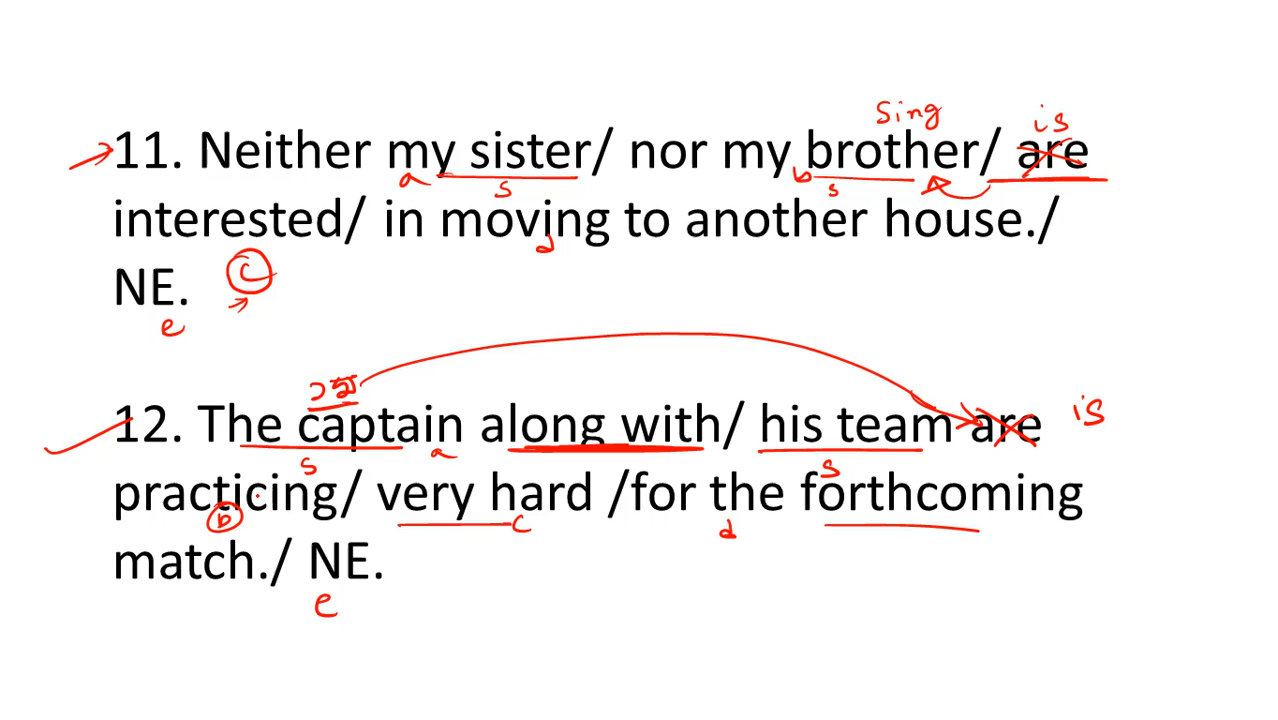 Sing
is
11. Neither my sister/ nor my brother/ are
a s b s
interested/ in moving to another house./
d
NE. c
e
12. The captain along with/ his team are is
s a s
practicing/ very hard /for the forthcoming
b c d
match./ NE.
e